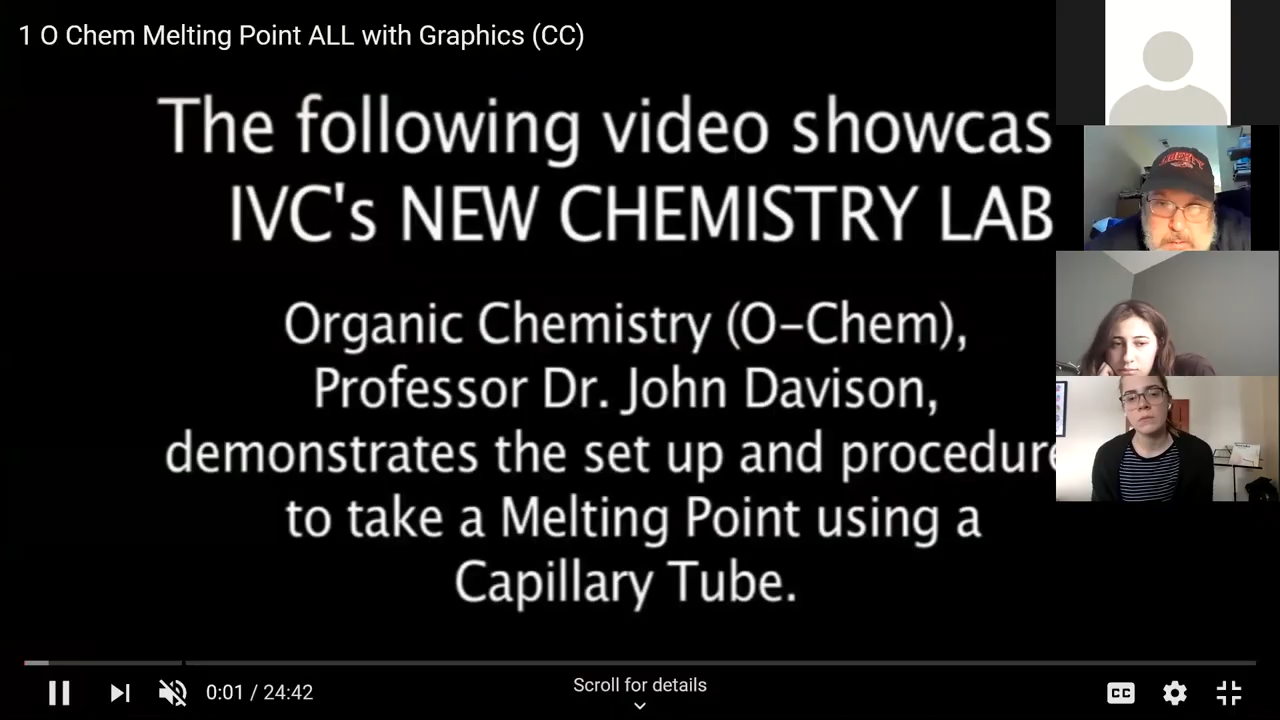 1 O Chem Melting Point ALL with Graphics (CC)
The following video showcas
IVC's NEW CHEMISTRY LAB
Organic Chemistry (O-Chem),
Professor Dr. John Davison,
demonstrates the set up and procedure
to take a Melting Point using a
Capillary Tube.
0:01 / 24:42
Scroll for details
CC